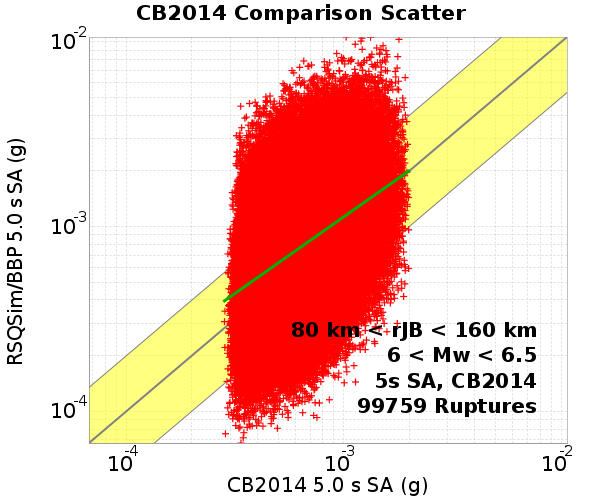 CB2014 Comparison Scatter
10-2
10-3
10-4
RSQSim/BBP 5.0 s SA (g)
80 km < rJB < 160 km
6 < Mw < 6.5
5s SA, CB2014
99759 Ruptures
10-4 10-3 10-2
CB2014 5.0 s SA (g)